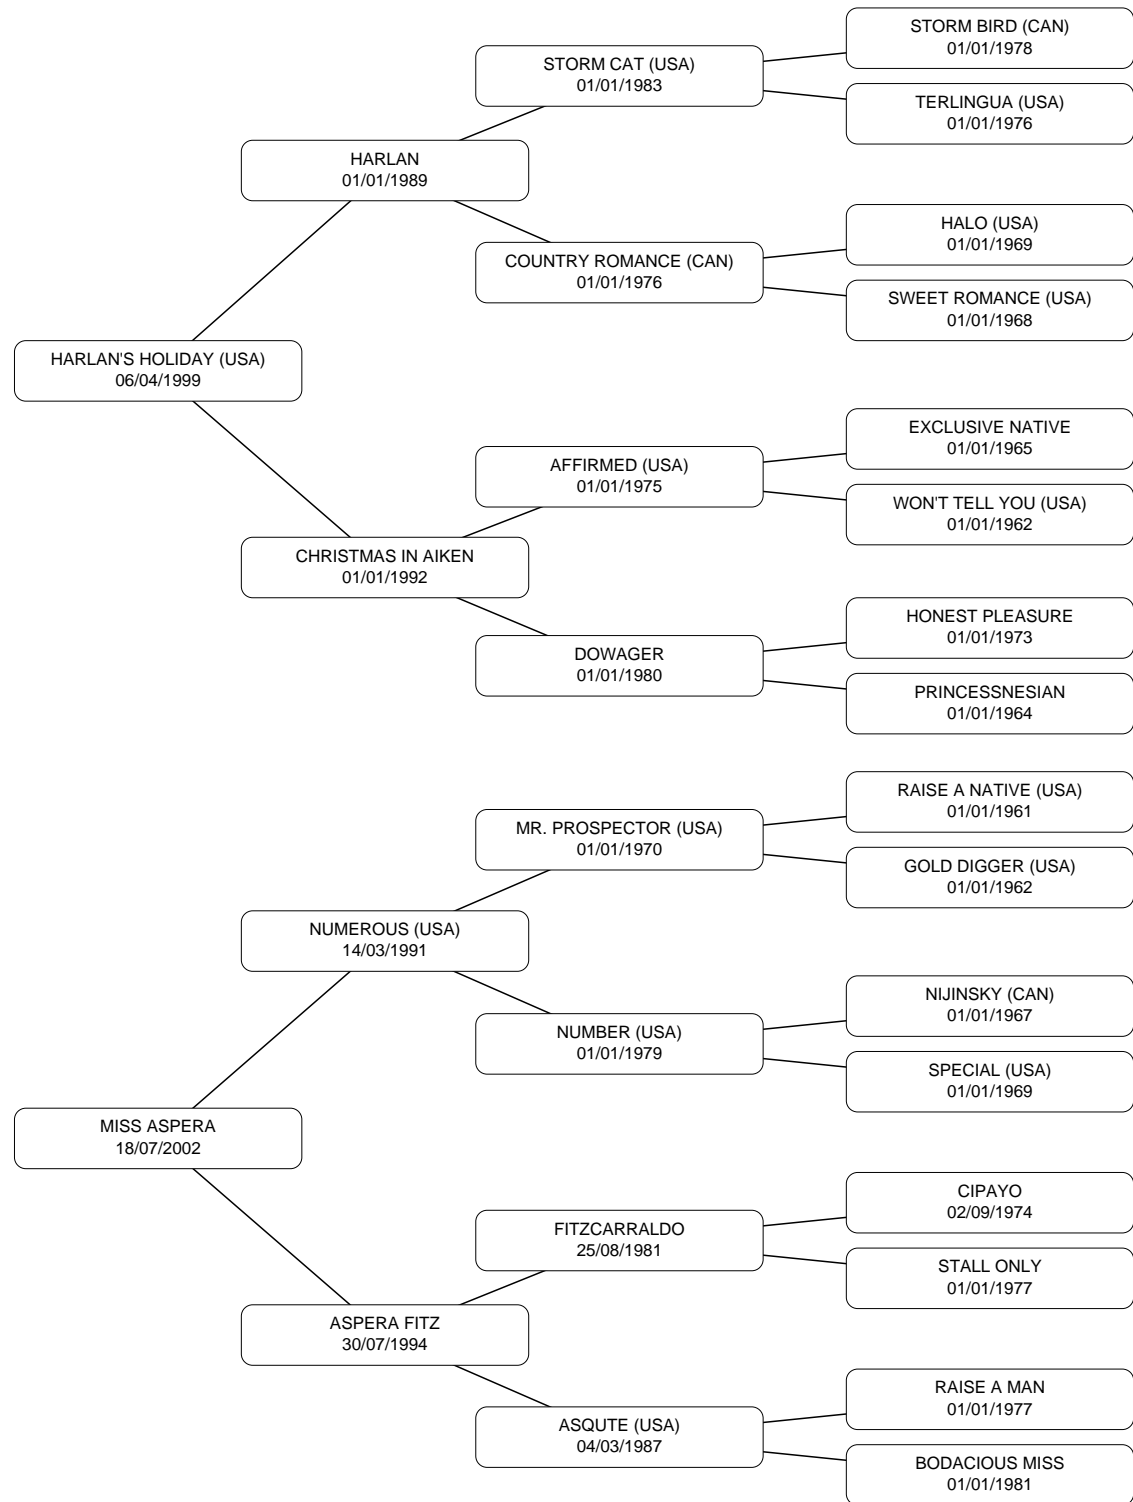 STORM BIRD (CAN)
01/01/1978
STORM CAT (USA)
01/01/1983
TERLINGUA (USA)
01/01/1976
HARLAN
01/01/1989
HALO (USA)
01/01/1969
COUNTRY ROMANCE (CAN)
01/01/1976
SWEET ROMANCE (USA)
01/01/1968
HARLAN'S HOLIDAY (USA)
06/04/1999
EXCLUSIVE NATIVE
01/01/1965
AFFIRMED (USA)
01/01/1975
WON'T TELL YOU (USA)
01/01/1962
CHRISTMAS IN AIKEN
01/01/1992
HONEST PLEASURE
01/01/1973
DOWAGER
01/01/1980
PRINCESSNESIAN
01/01/1964
RAISE A NATIVE (USA)
01/01/1961
MR. PROSPECTOR (USA)
01/01/1970
GOLD DIGGER (USA)
01/01/1962
NUMEROUS (USA)
14/03/1991
NIJINSKY (CAN)
01/01/1967
NUMBER (USA)
01/01/1979
SPECIAL (USA)
01/01/1969
MISS ASPERA
18/07/2002
CIPAYO
02/09/1974
FITZCARRALDO
25/08/1981
STALL ONLY
01/01/1977
ASPERA FITZ
30/07/1994
RAISE A MAN
01/01/1977
ASQUTE (USA)
04/03/1987
BODACIOUS MISS
01/01/1981